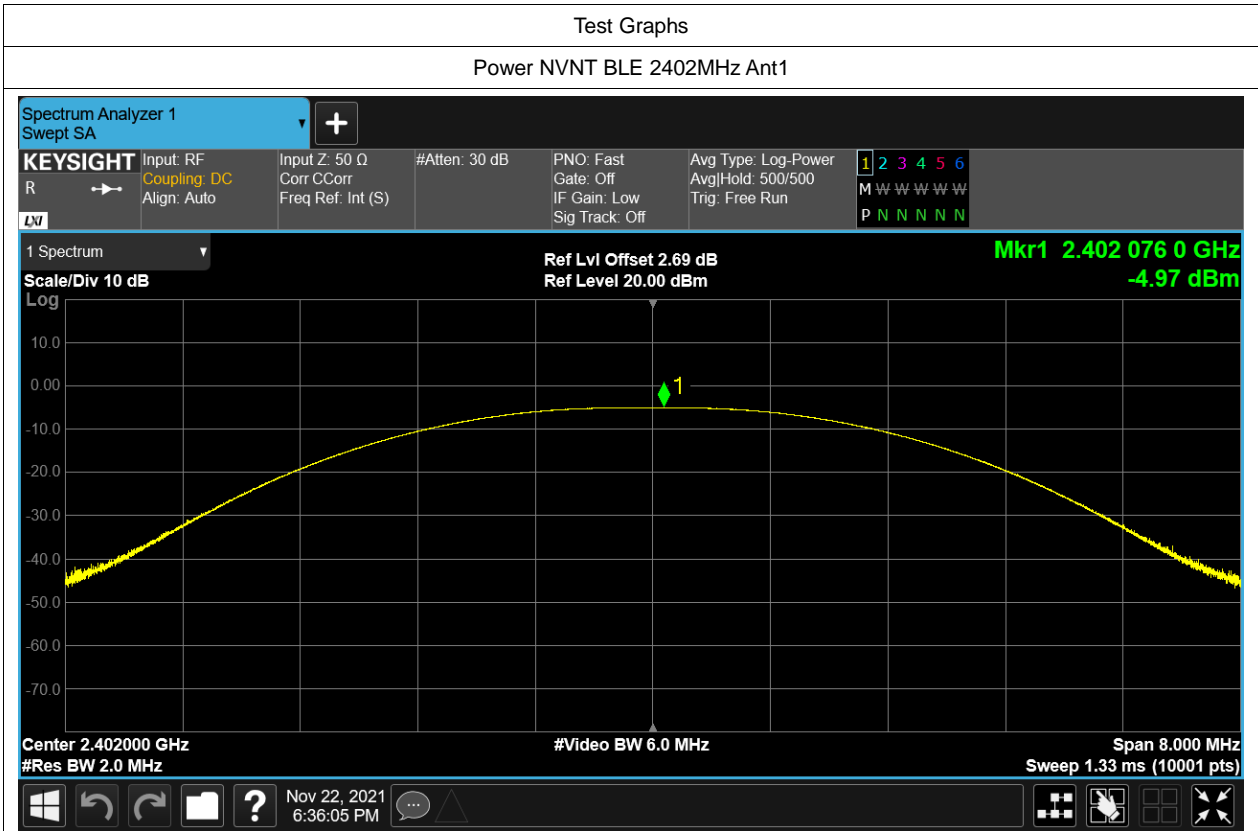 Test Graphs
Power NVNT BLE 2402MHz Ant1
Spectrum Analyzer 1
Swept SA
KEYSIGHT
R
LXI
Input: RF
Coupling: DC
Align: Auto
Input Z: 50 Ω
Corr CCorr
Freq Ref: Int (S)
#Atten: 30 dB
PNO: Fast
Gate: Off
IF Gain: Low
Sig Track: Off
Avg Type: Log-Power
Avg|Hold: 500/500
Trig: Free Run
1 2 3 4 5 6
M W W W W W
P N N N N N
1 Spectrum
Scale/Div 10 dB
Log
Ref Lvl Offset 2.69 dB
Ref Level 20.00 dBm
Mkr1 2.402 076 0 GHz
-4.97 dBm
10.0
0.00
-10.0
-20.0
-30.0
-40.0
-50.0
-60.0
-70.0
1
Center 2.402000 GHz
#Res BW 2.0 MHz
#Video BW 6.0 MHz
Span 8.000 MHz
Sweep 1.33 ms (10001 pts)
?
Nov 22, 2021
6:36:05 PM